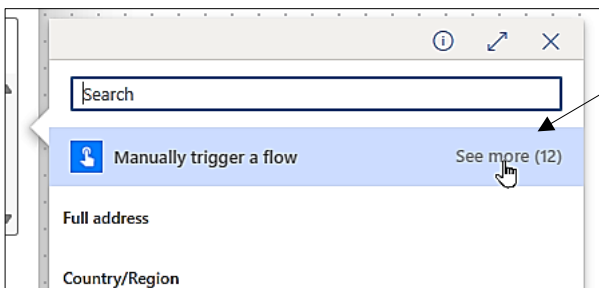 Search
Manually trigger a flow See more (12)
Full address
Country/Region